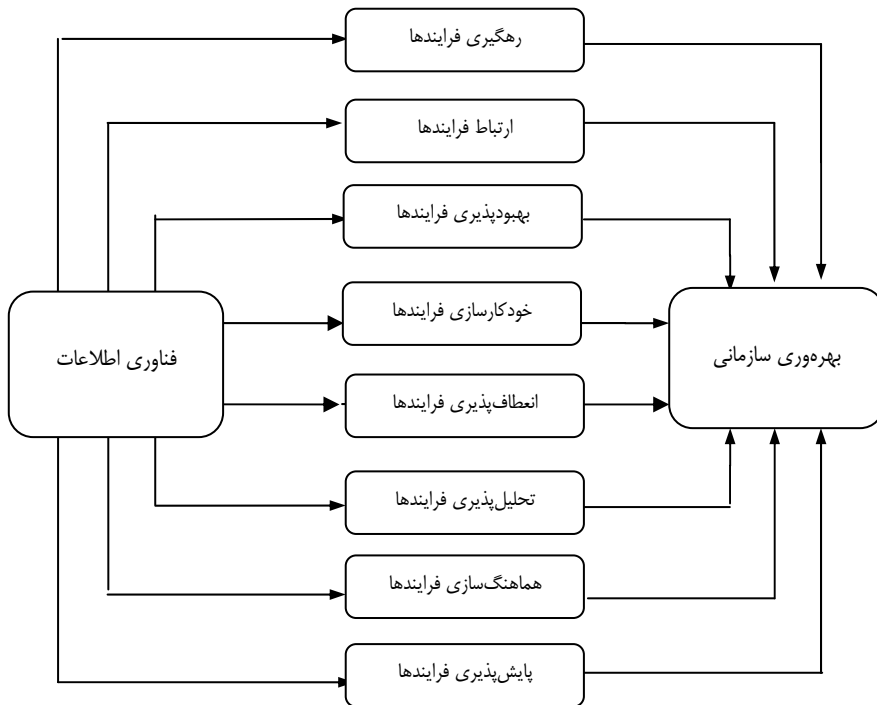 رهگیری فرایندها
ارتباط فرایندها
بهبودپذیری فرایندها
خودکارسازی فرایندها
فناوری اطلاعات
بهره‌وری سازمانی
انعطاف‌پذیری فرایندها
تحلیل‌پذیری فرایندها
هماهنگ‌سازی فرایندها
پایش‌پذیری فرایندها